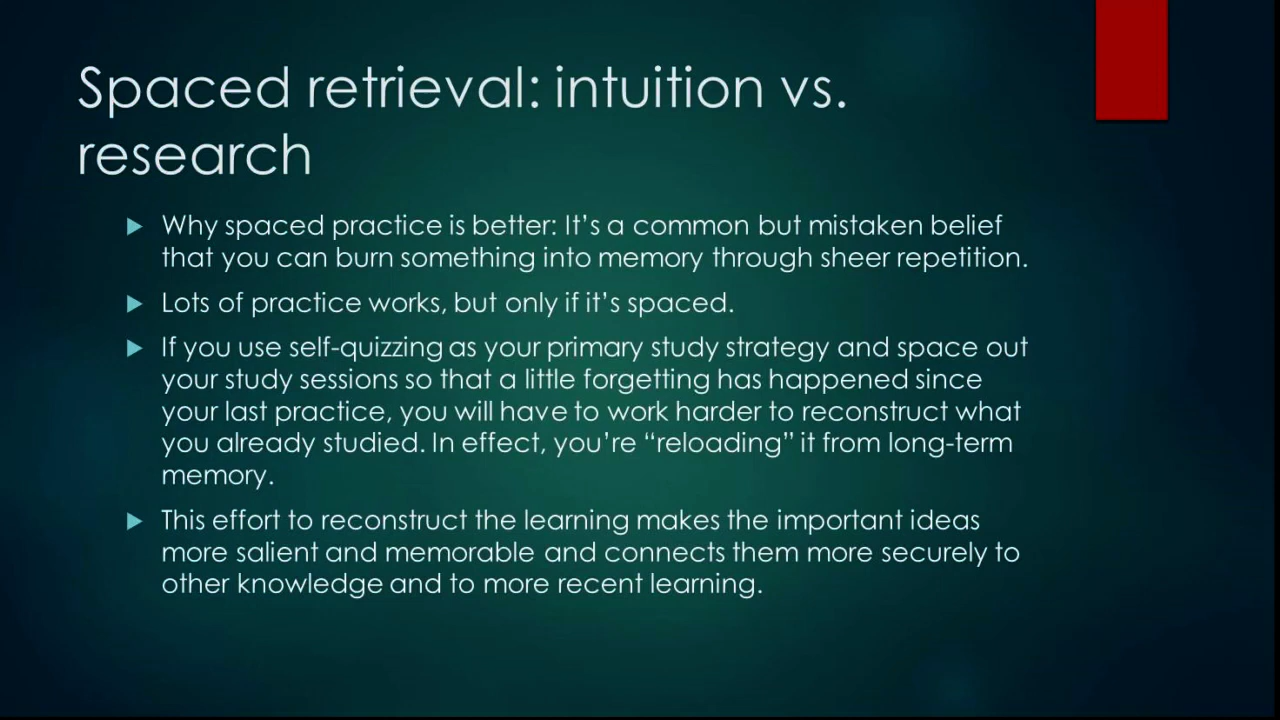 Spaced retrieval: intuition vs.
research
Why spaced practice is better: It’s a common but mistaken belief
that you can burn something into memory through sheer repetition.
Lots of practice works, but only if it’s spaced.
If you use self-quizzing as your primary study strategy and space out
your study sessions so that a little forgetting has happened since
your last practice, you will have to work harder to reconstruct what
you already studied. In effect, you’re “reloading” it from long-term
memory.
This effort to reconstruct the learning makes the important ideas
more salient and memorable and connects them more securely to
other knowledge and to more recent learning.